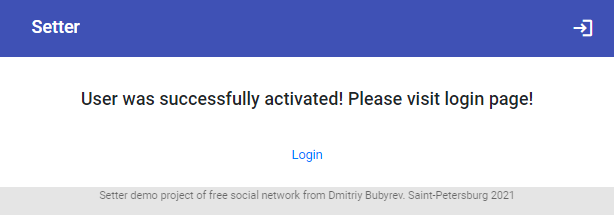 Setter
User was successfully activated! Please visit login page!
Login
Setter demo project of free social network from Dmitriy Bubyrev. Saint-Petersburg 2021